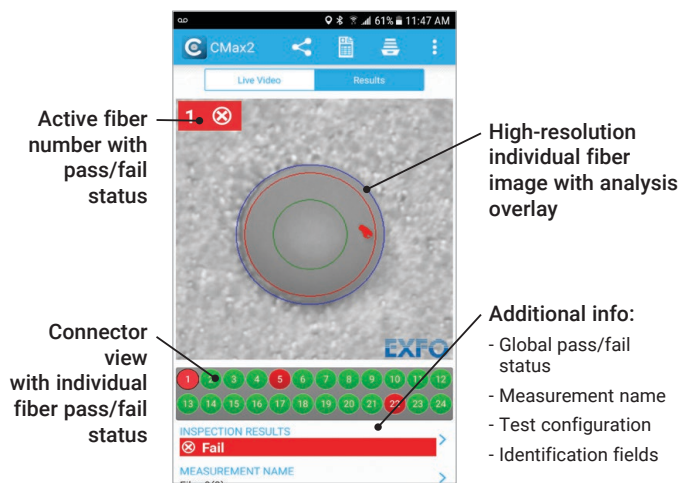 61% 11:47 AM
CMax2
Live Video
Results
1
Active fiber
number with
pass/fail
status
High-resolution
individual fiber
image with analysis
overlay
EXFO
Connector
view
with individual
fiber pass/fail
status
1 2 3 4 5 6 7 8 9 10 11 12
13 14 15 16 17 18 19 20 21 22 23 24
INSPECTION RESULTS
Fail
MEASUREMENT NAME
Additional info:
- Global pass/fail
status
- Measurement name
- Test configuration
- Identification fields